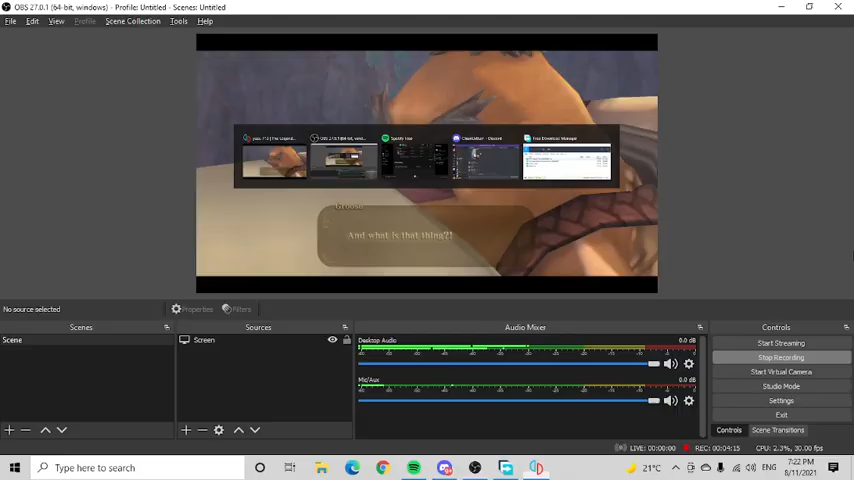 OBS 27.0.1 (64-bit, windows) - Profile: Untitled - Scenes: Untitled
File Edit View Profile Scene Collection Tools Help
Spotify Free
Discord
Free Download Manager
Groose
And what is that thing?!
No source selected
Properties Filters
Scenes
Sources
Audio Mixer
Controls
Scene
Screen
Desktop Audio
0.0 dB
Mic/Aux
0.0 dB
Start Streaming
Stop Recording
Start Virtual Camera
Studio Mode
Settings
Exit
Controls Scene Transitions
LIVE: 00:00:00 REC: 00:04:15 CPU: 2.3%, 30.00 fps
Type here to search
21°C
ENG
7:22 PM
8/11/2021